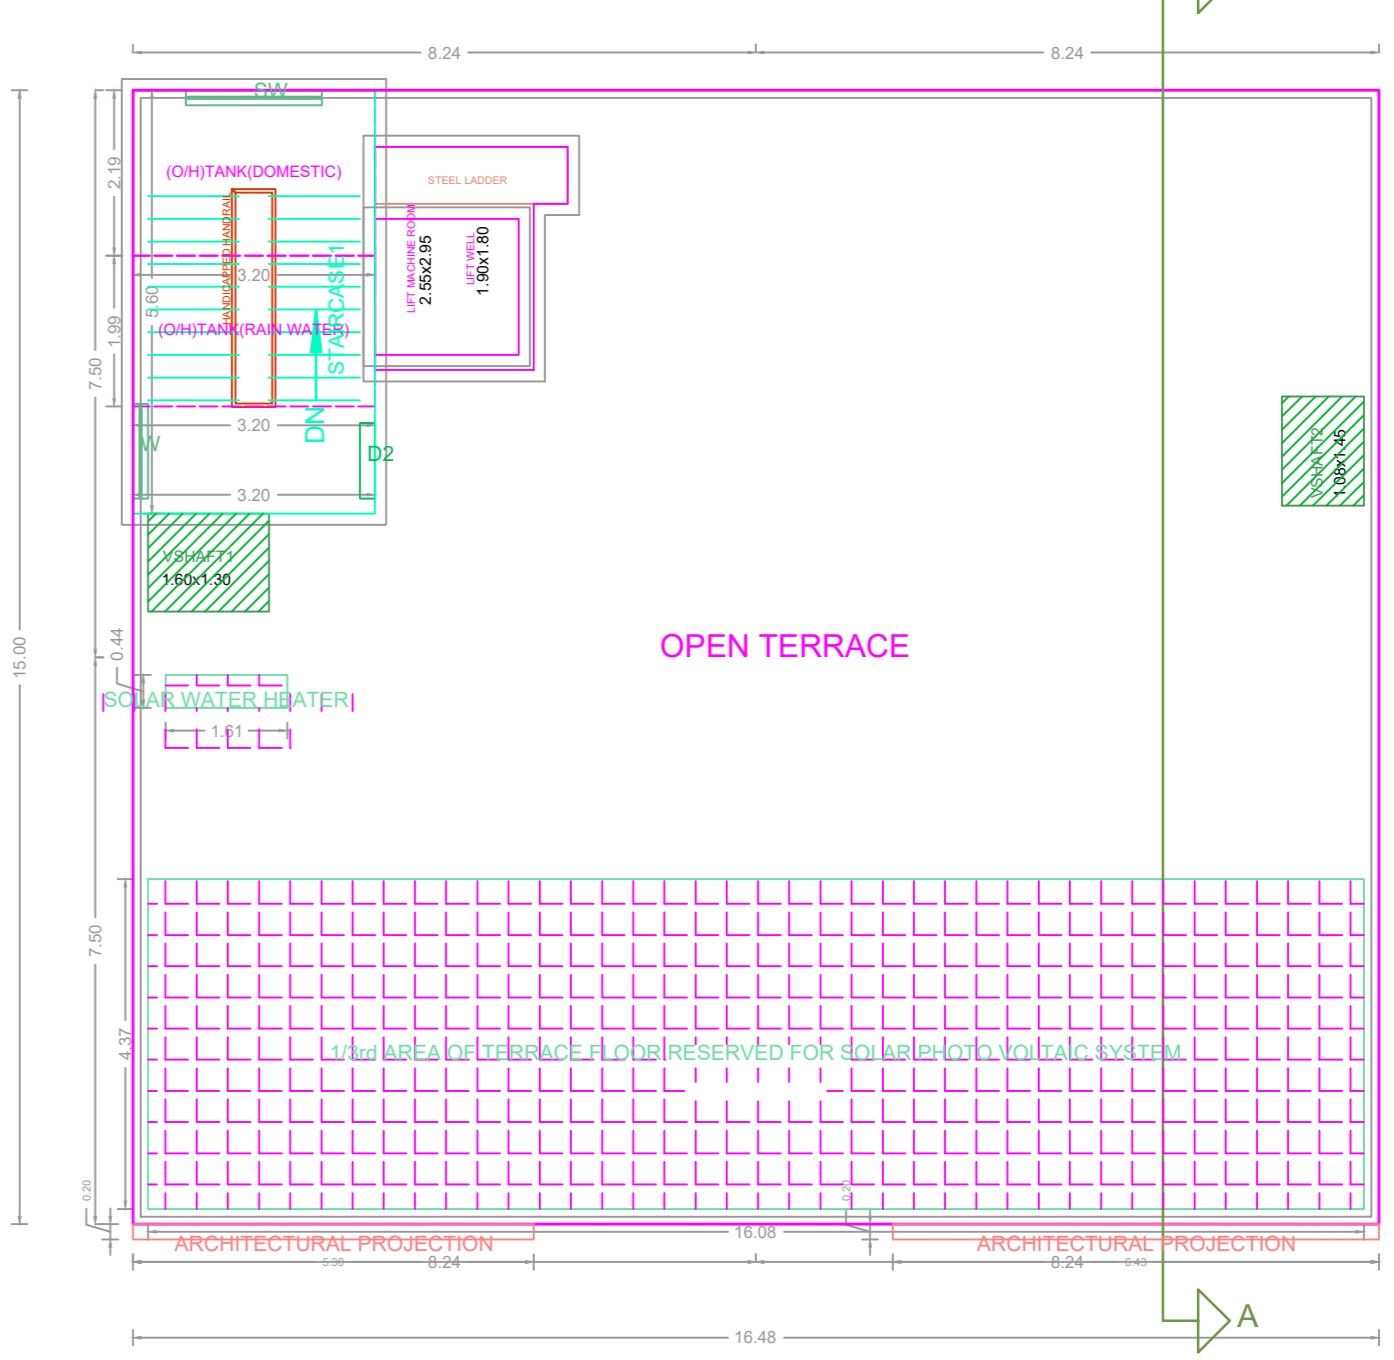 8.24
8.24
SW
(O/H)TANK(DOMESTIC)
STEEL LADDER
2.19
HANDICAPPED HANDRAIL
LIFT MACHINE ROOM
2.55x2.95
LIFT WELL
1.90x1.80
3.20
5.60
STAIRCASE1
(O/H)TANK(RAIN WATER)
1.99
7.50
DN
3.20
W
D2
VSHAFT2
1.08x1.45
3.20
VSHAFT1
1.60x1.30
15.00
0.44
OPEN TERRACE
SOLAR WATER HEATER
1.61
7.50
4.37
1/3rd AREA OF TERRACE FLOOR RESERVED FOR SOLAR PHOTO VOLTAIC SYSTEM
0.20
0.20
16.08
ARCHITECTURAL PROJECTION
ARCHITECTURAL PROJECTION
5.30
8.24
8.24
6.43
A
16.48